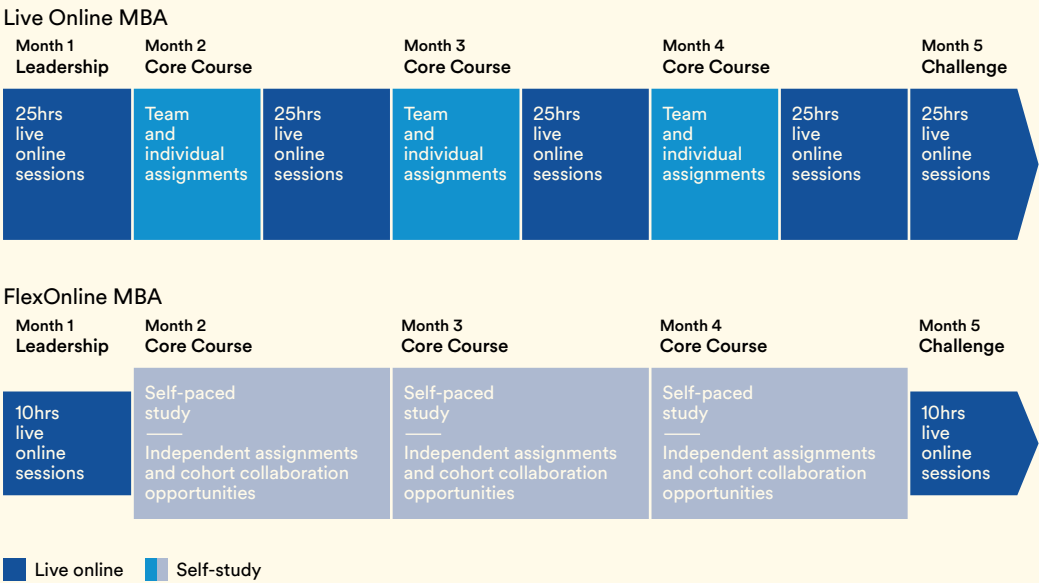 Live Online MBA
Month 1
Leadership
Month 2
Core Course
Month 3
Core Course
Month 4
Core Course
Month 5
Challenge
25hrs
live
online
sessions
Team
and
individual
assignments
25hrs
live
online
sessions
Team
and
individual
assignments
25hrs
live
online
sessions
Team
and
individual
assignments
25hrs
live
online
sessions
25hrs
live
online
sessions
FlexOnline MBA
Month 1
Leadership
Month 2
Core Course
Month 3
Core Course
Month 4
Core Course
Month 5
Challenge
10hrs
live
online
sessions
Self-paced
study
Independent assignments
and cohort collaboration
opportunities
Self-paced
study
Independent assignments
and cohort collaboration
opportunities
Self-paced
study
Independent assignments
and cohort collaboration
opportunities
10hrs
live
online
sessions
Live online
Self-study